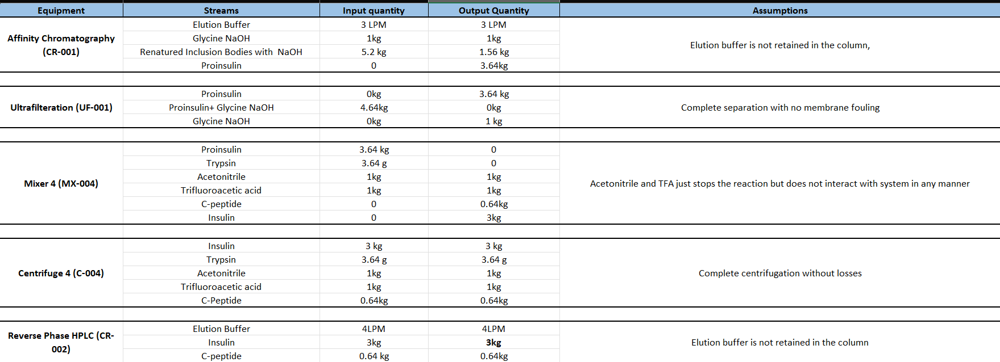 Equipment Streams Input quantity Output Quantity Assumptions
Elution Buffer 3 LPM 3 LPM
Affinity Chromatography Glycine NaOH 1kg 1kg
Elution buffer is not retained in the column,
(CR-001) Renatured Inclusion Bodies with NaOH 5.2 kg 1.56 kg
Proinsulin 0 3.64kg
Proinsulin 0kg 3.64 kg
Ultrafilteration (UF-001) Proinsulin+ Glycine NaOH 4.64kg 0kg Complete separation with no membrane fouling
Glycine NaOH 0kg 1 kg
Proinsulin 3.64 kg 0
Trypsin 3.64 g 0
Acetonitrile 1kg 1kg
Mixer 4 (MX-004) Acetonitrile and TFA just stops the reaction but does not interact with system in any manner
Trifluoroacetic acid 1kg 1kg
C-peptide 0 0.64kg
Insulin 0 3kg
Insulin 3 kg 3 kg
Trypsin 3.64 g 3.64 g
Centrifuge 4 (C-004) Acetonitrile 1kg 1kg Complete centrifugation without losses
Trifluoroacetic acid 1kg 1kg
C-Peptide 0.64kg 0.64kg
Elution Buffer 4LPM 4LPM
Reverse Phase HPLC (CR-
Insulin 3kg 3kg Elution buffer is not retained in the column
002)
C-peptide 0.64 kg 0.64kg